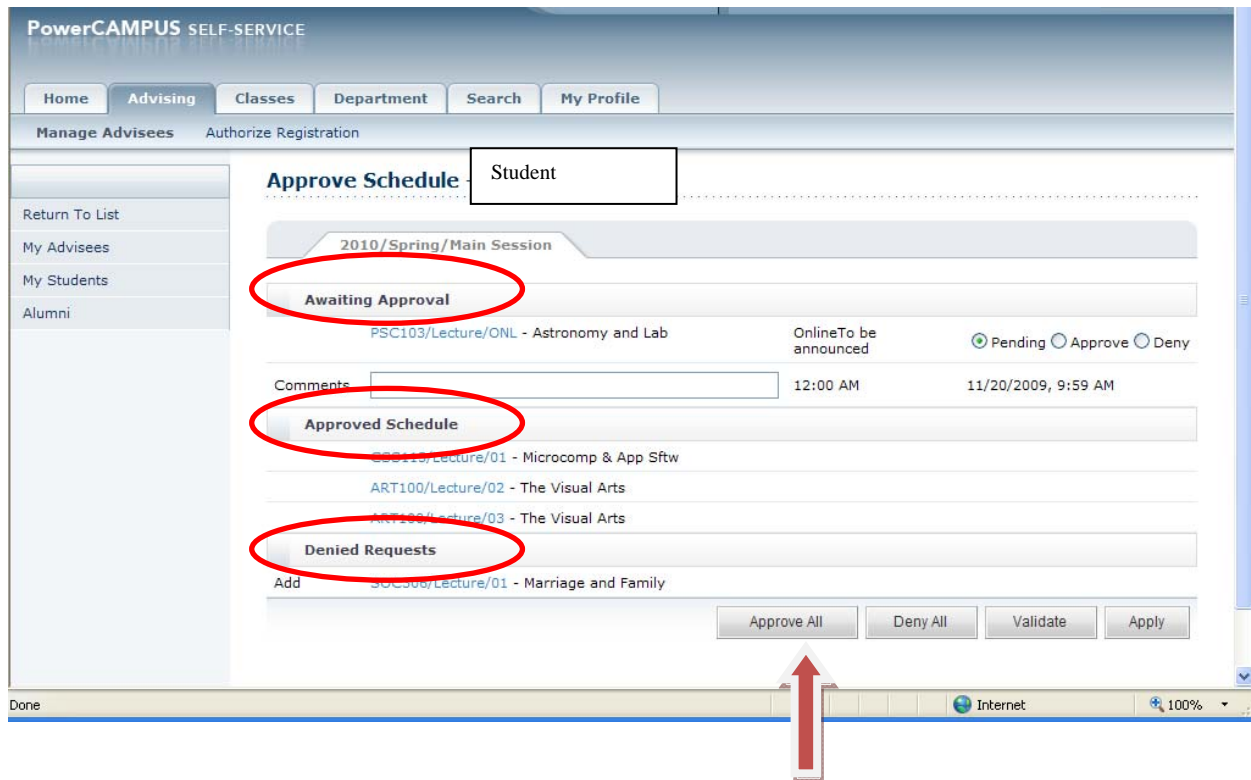 PowerCAMPUS SELF-SERVICE
Home Advising Classes Department Search My Profile
Manage Advisees Authorize Registration
Approve Schedule - Student
Return To List
My Advisees
My Students
Alumni
2010/Spring/Main Session
Awaiting Approval
PSC103/Lecture/ONL - Astronomy and Lab
OnlineTo be
announced
Pending Approve Deny
Comments
12:00 AM 11/20/2009, 9:59 AM
Approved Schedule
/Lecture/01 - Microcomp & App Sftw
ART100/Lecture/02 - The Visual Arts
ART100/Lecture/03 - The Visual Arts
Denied Requests
Add /Lecture/01 - Marriage and Family
Approve All Deny All Validate Apply
Done Internet 100%